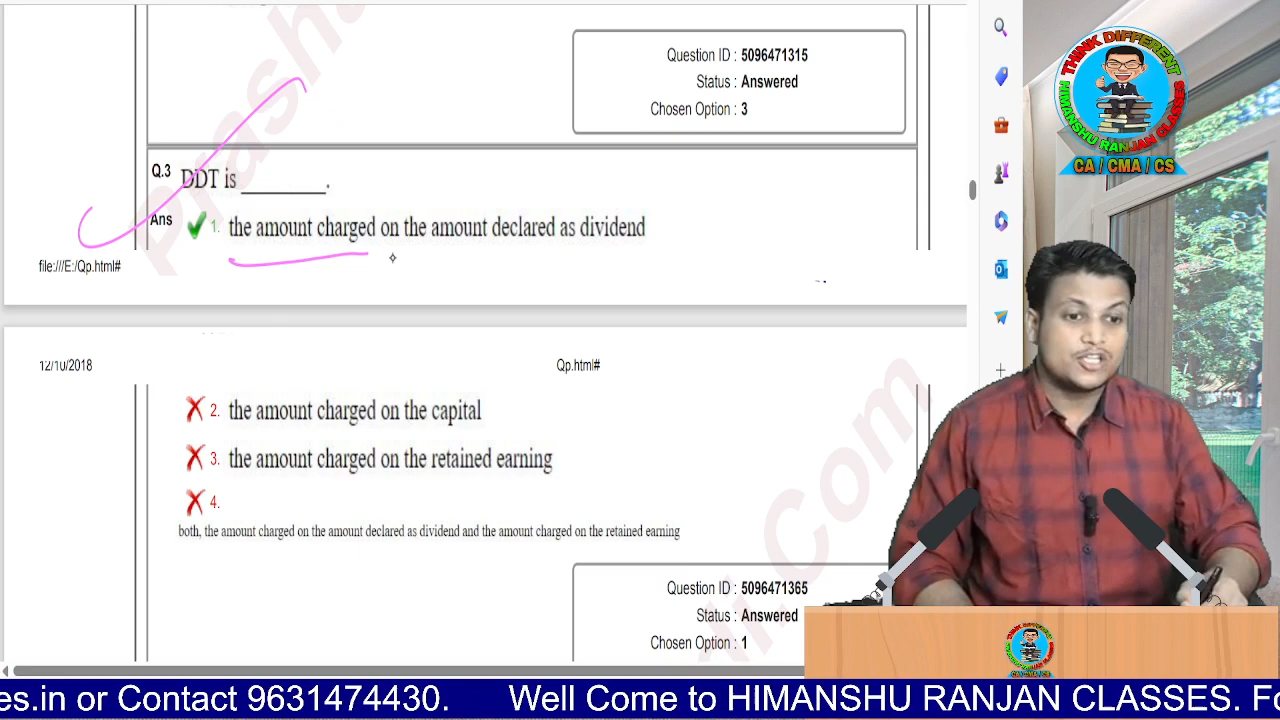 Question ID : 5096471315
Status : Answered
Chosen Option : 3
Q.3 DDT is _________.
Ans 1. the amount charged on the amount declared as dividend
file:///E:/Qp.html#
12/10/2018 Qp.html#
2. the amount charged on the capital
3. the amount charged on the retained earning
4.
both, the amount charged on the amount declared as dividend and the amount charged on the retained earning
Question ID : 5096471365
Status : Answered
Chosen Option : 1
THINK DIFFERENT
HIMANSHU RANJAN CLASSES
CA / CMA / CS
es.in or Contact 9631474430. Well Come to HIMANSHU RANJAN CLASSES. Fo